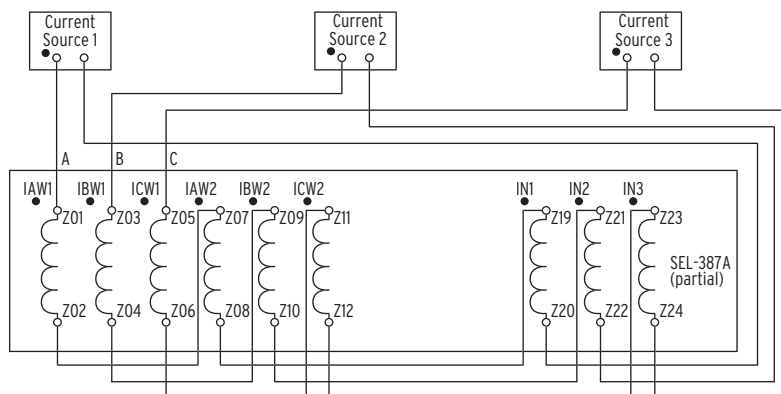 Current
Source 1
Current
Source 2
Current
Source 3
A
B
C
IAW1
IBW1
ICW1
IAW2
IBW2
ICW2
IN1
IN2
IN3
Z01
Z03
Z05
Z07
Z09
Z11
Z19
Z21
Z23
SEL-387A
(partial)
Z02
Z04
Z06
Z08
Z10
Z12
Z20
Z22
Z24